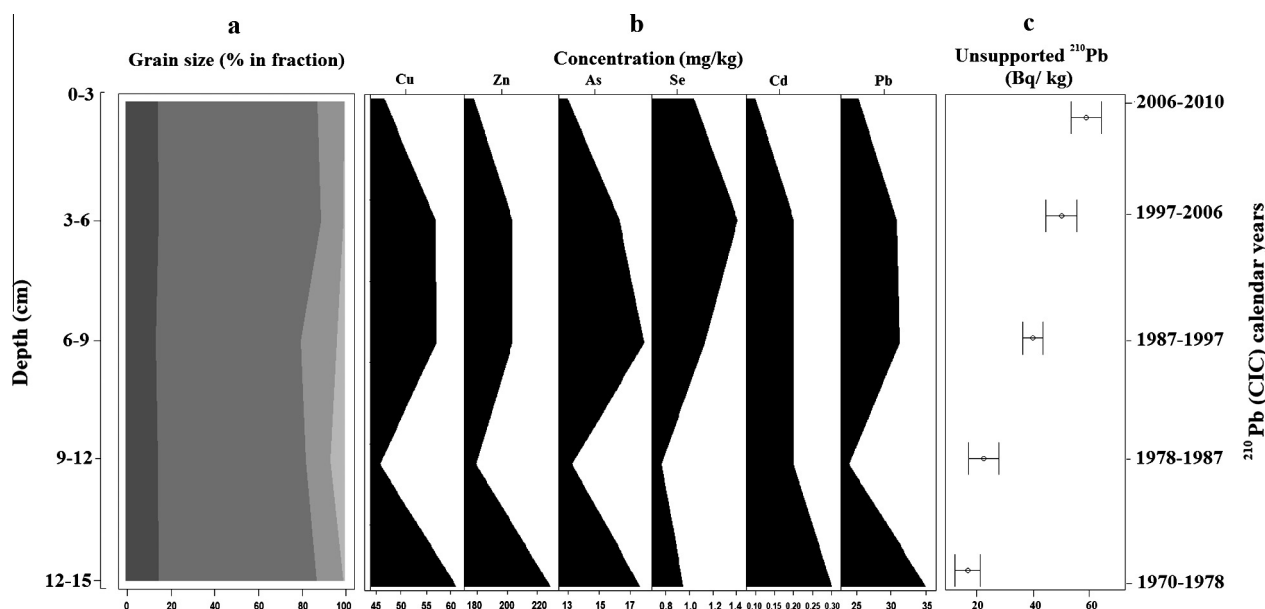 a
b
c
Grain size (% in fraction)
Concentration (mg/kg)
Unsupported ²¹⁰Pb
(Bq/ kg)
Cu Zn As Se Cd Pb
20 40 60
0-3
3-6
6-9
9-12
12-15
Depth (cm)
2006-2010
1997-2006
1987-1997
1978-1987
1970-1978
²¹⁰Pb (CIC) calendar years
0 20 40 60 80 100
45 50 55 60
180 200 220
13 15 17
0.8 1.0 1.2 1.4
0.10 0.15 0.20 0.25 0.30
25 30 35
20 40 60